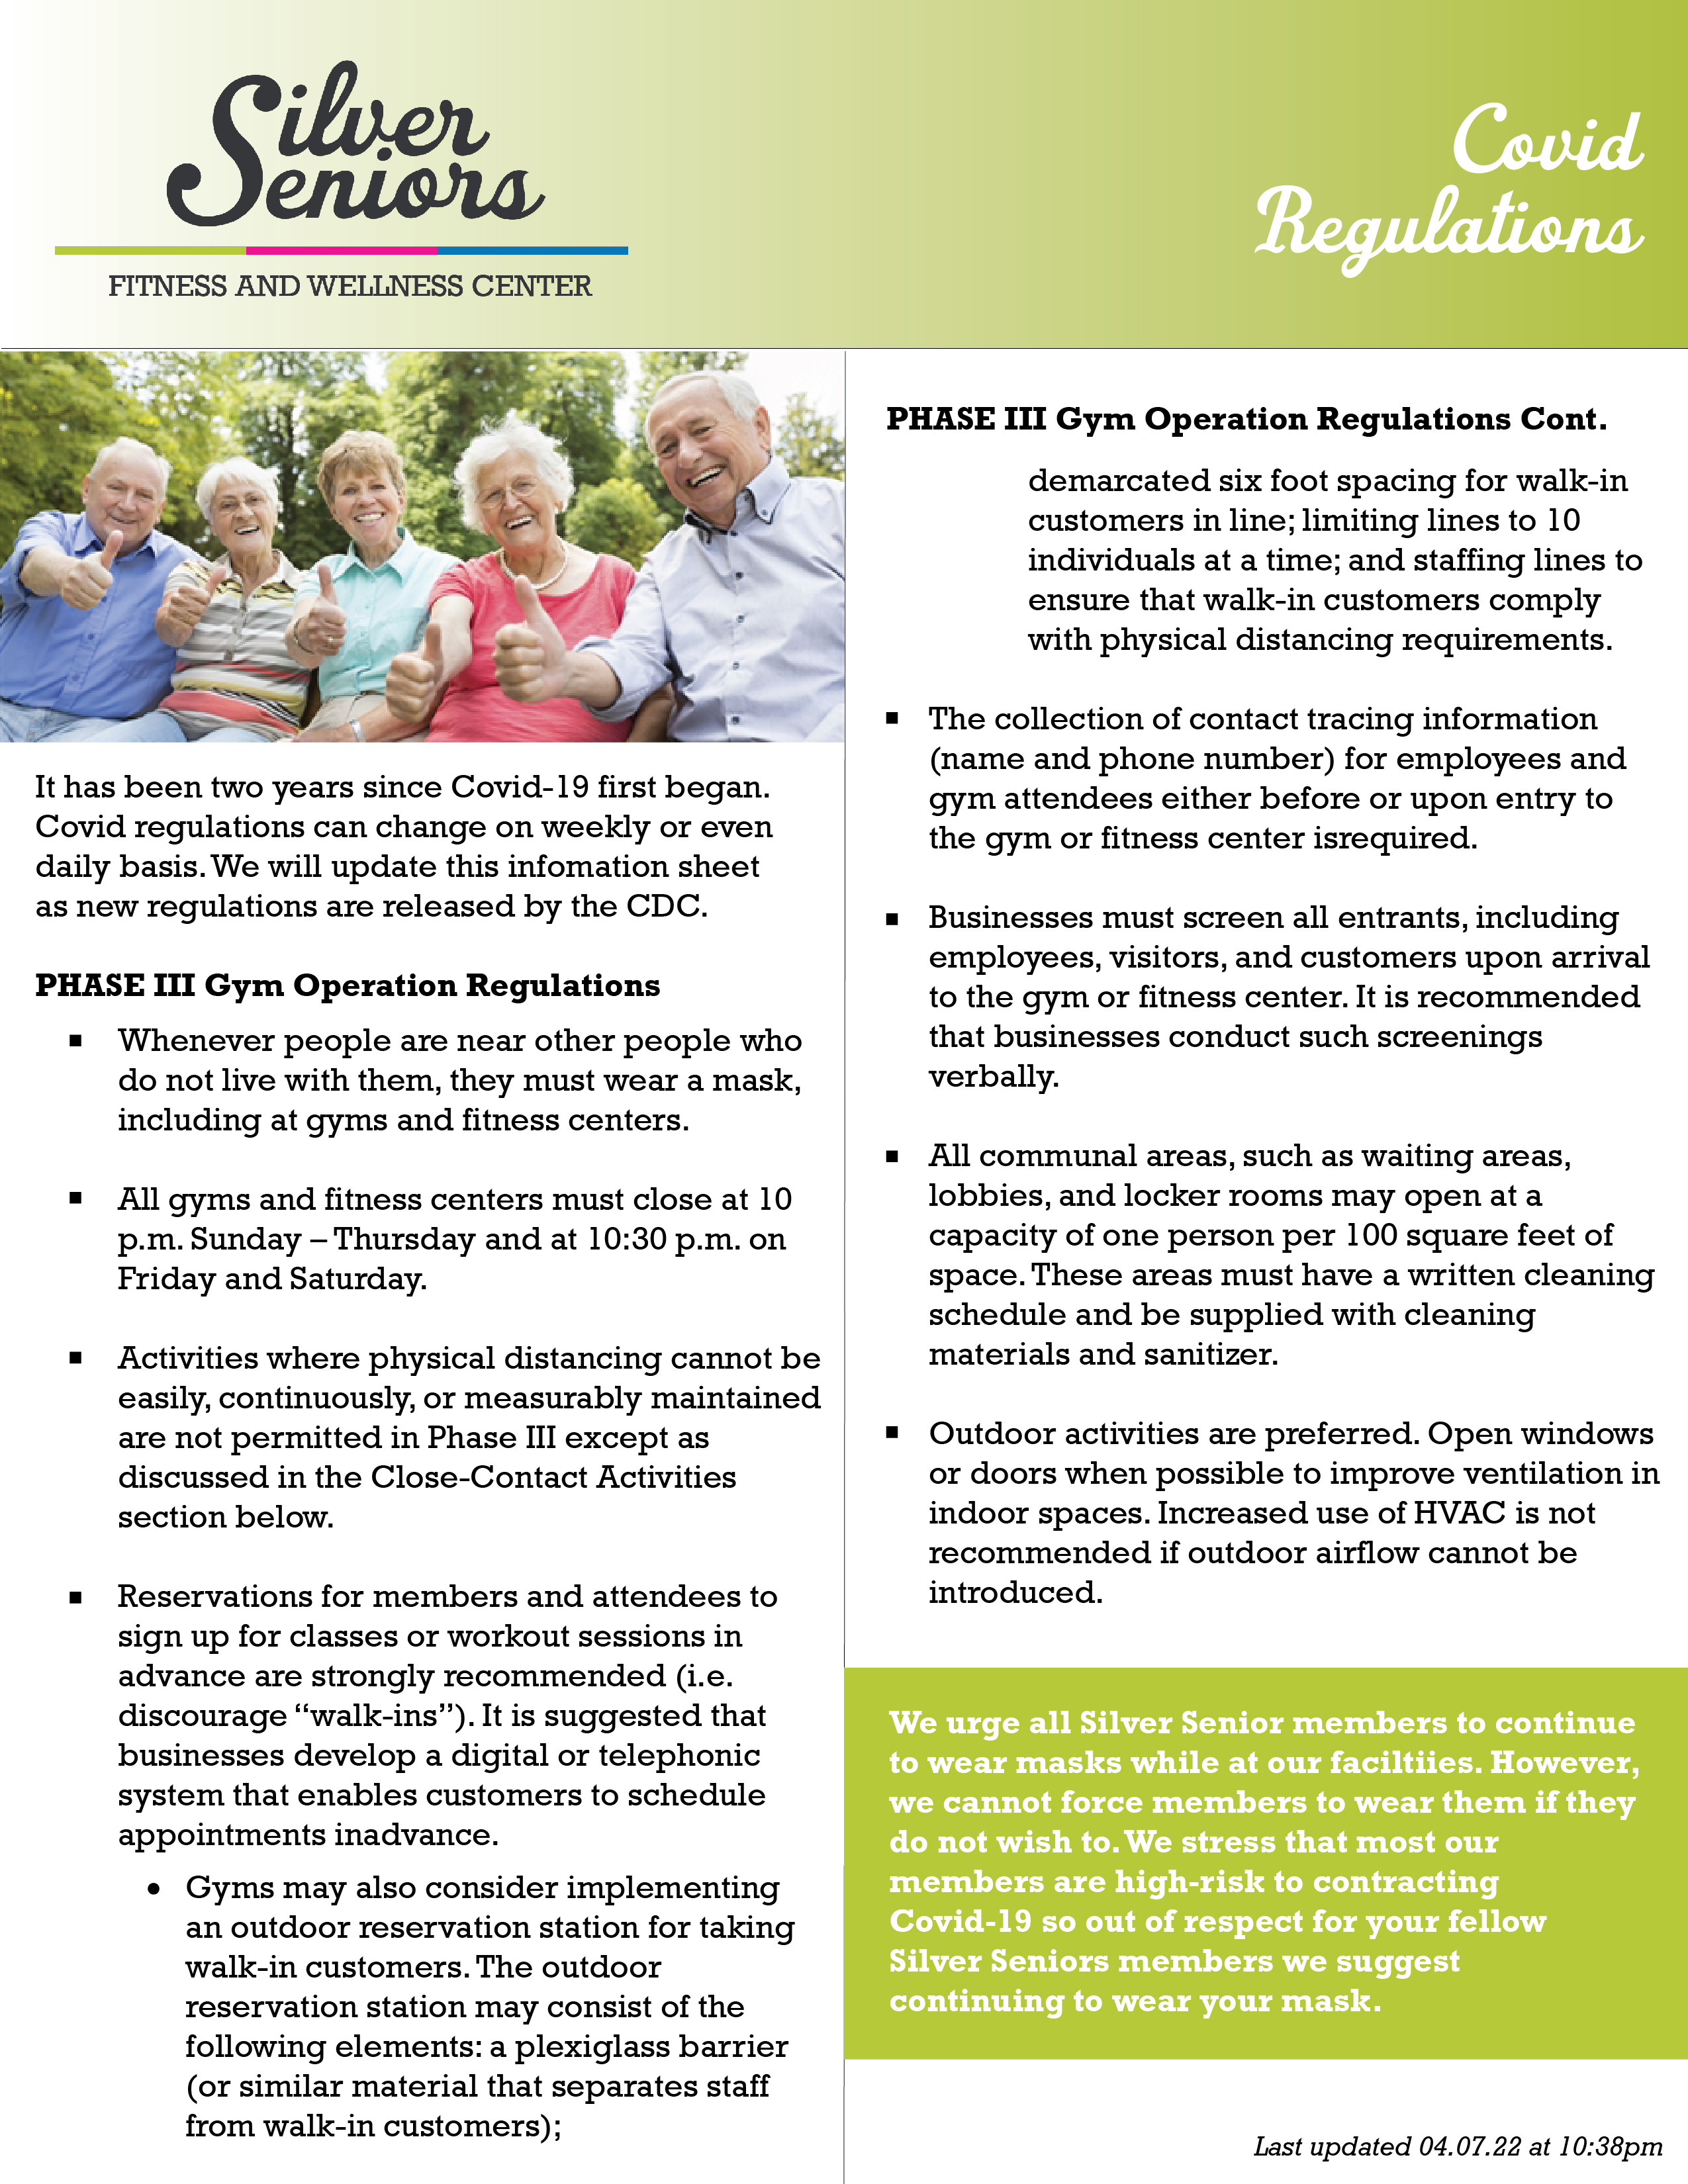 Silver
Seniors
FITNESS AND WELLNESS CENTER
Covid
Regulations
It has been two years since Covid-19 first began.
Covid regulations can change on weekly or even
daily basis. We will update this infomation sheet
as new regulations are released by the CDC.
PHASE III Gym Operation Regulations
▪ Whenever people are near other people who
do not live with them, they must wear a mask,
including at gyms and fitness centers.
▪ All gyms and fitness centers must close at 10
p.m. Sunday – Thursday and at 10:30 p.m. on
Friday and Saturday.
▪ Activities where physical distancing cannot be
easily, continuously, or measurably maintained
are not permitted in Phase III except as
discussed in the Close-Contact Activities
section below.
▪ Reservations for members and attendees to
sign up for classes or workout sessions in
advance are strongly recommended (i.e.
discourage “walk-ins”). It is suggested that
businesses develop a digital or telephonic
system that enables customers to schedule
appointments inadvance.
• Gyms may also consider implementing
an outdoor reservation station for taking
walk-in customers. The outdoor
reservation station may consist of the
following elements: a plexiglass barrier
(or similar material that separates staff
from walk-in customers);
PHASE III Gym Operation Regulations Cont.
demarcated six foot spacing for walk-in
customers in line; limiting lines to 10
individuals at a time; and staffing lines to
ensure that walk-in customers comply
with physical distancing requirements.
▪ The collection of contact tracing information
(name and phone number) for employees and
gym attendees either before or upon entry to
the gym or fitness center isrequired.
▪ Businesses must screen all entrants, including
employees, visitors, and customers upon arrival
to the gym or fitness center. It is recommended
that businesses conduct such screenings
verbally.
▪ All communal areas, such as waiting areas,
lobbies, and locker rooms may open at a
capacity of one person per 100 square feet of
space. These areas must have a written cleaning
schedule and be supplied with cleaning
materials and sanitizer.
▪ Outdoor activities are preferred. Open windows
or doors when possible to improve ventilation in
indoor spaces. Increased use of HVAC is not
recommended if outdoor airflow cannot be
introduced.
We urge all Silver Senior members to continue
to wear masks while at our faciltiies. However,
we cannot force members to wear them if they
do not wish to. We stress that most our
members are high-risk to contracting
Covid-19 so out of respect for your fellow
Silver Seniors members we suggest
continuing to wear your mask.
Last updated 04.07.22 at 10:38pm